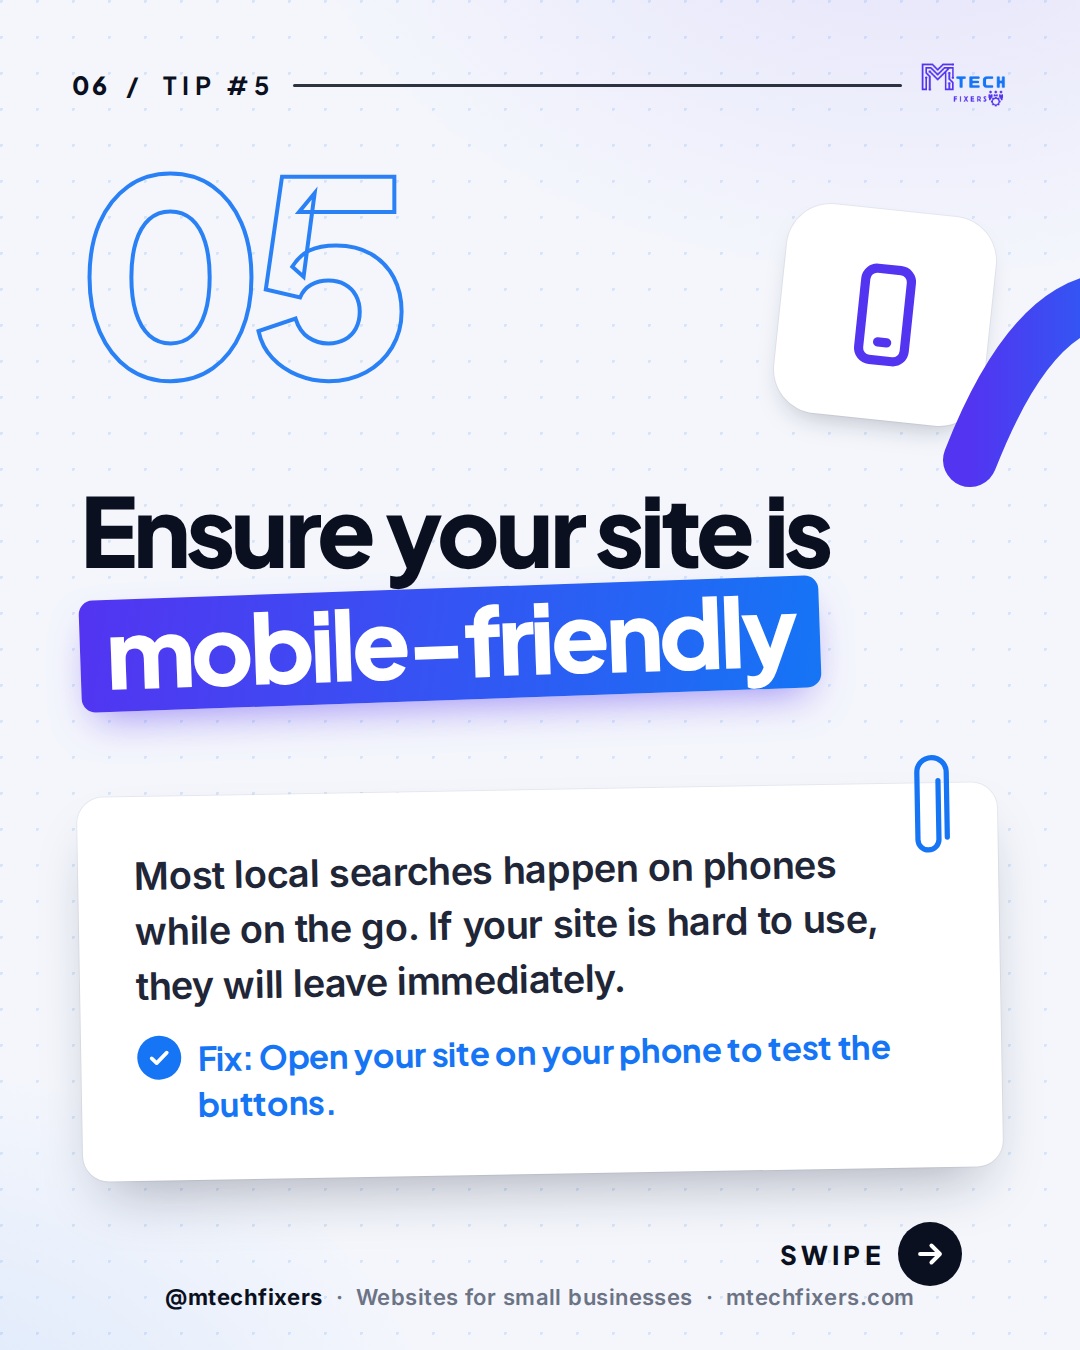 06 / TIP #5
MTECH
FIXERS
05
Ensure your site is
mobile-friendly
Most local searches happen on phones
while on the go. If your site is hard to use,
they will leave immediately.
Fix: Open your site on your phone to test the
buttons.
SWIPE
@mtechfixers · Websites for small businesses · mtechfixers.com